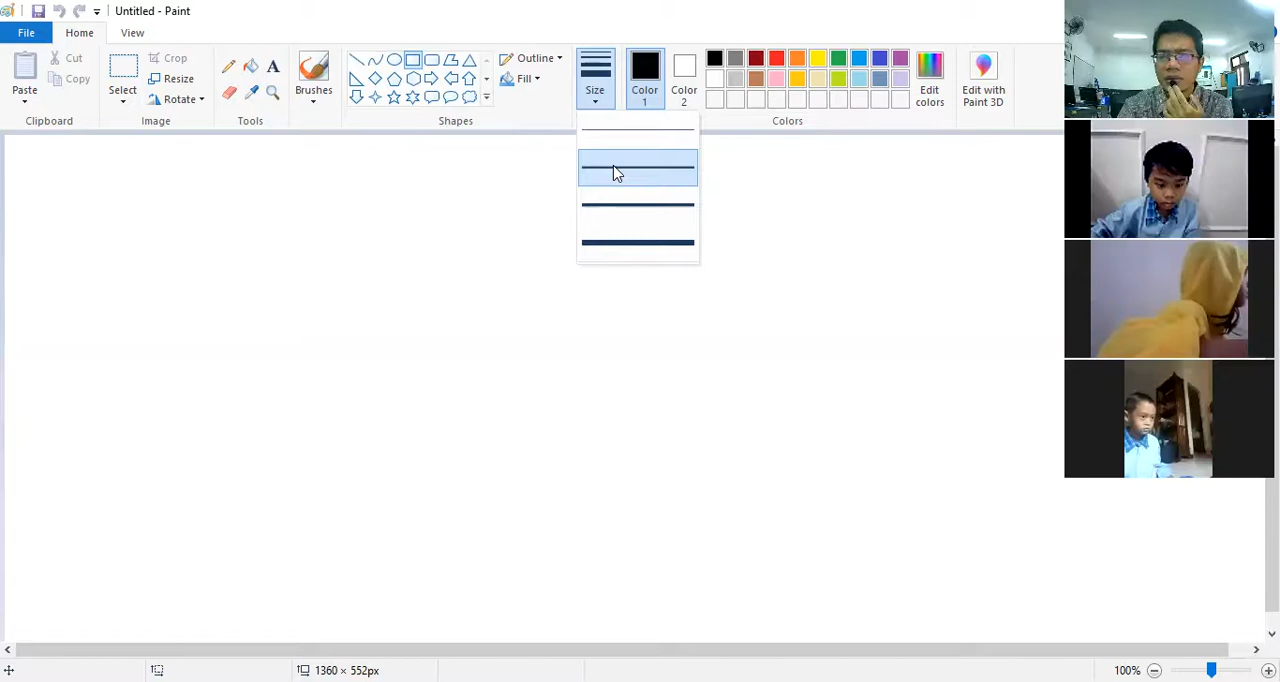 Untitled - Paint
File
Home
View
Paste
Cut
Copy
Clipboard
Select
Crop
Resize
Rotate
Image
A
Tools
Brushes
Outline
Fill
Shapes
Size
Color
1
Color
2
Edit
colors
Edit with
Paint 3D
Colors
1360 × 552px
100%